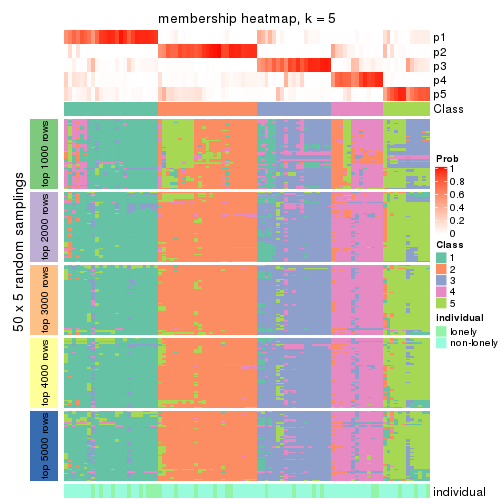 membership heatmap, k = 5
p1
p2
p3
p4
p5
Class
50 x 5 random samplings
top 1000 rows
top 2000 rows
top 3000 rows
top 4000 rows
top 5000 rows
individual
Prob
1
0.8
0.6
0.4
0.2
0
Class
1
2
3
4
5
individual
lonely
non-lonely